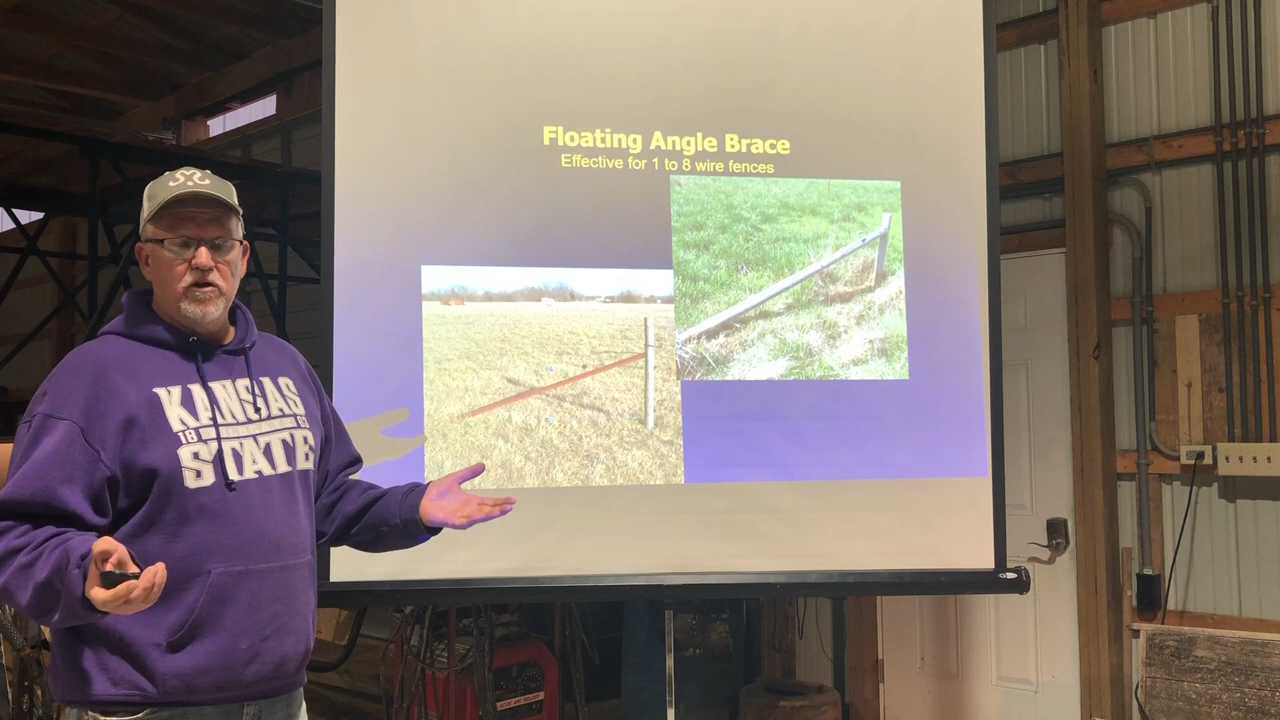 Floating Angle Brace
Effective for 1 to 8 wire fences
KANSAS
18 63
STATE